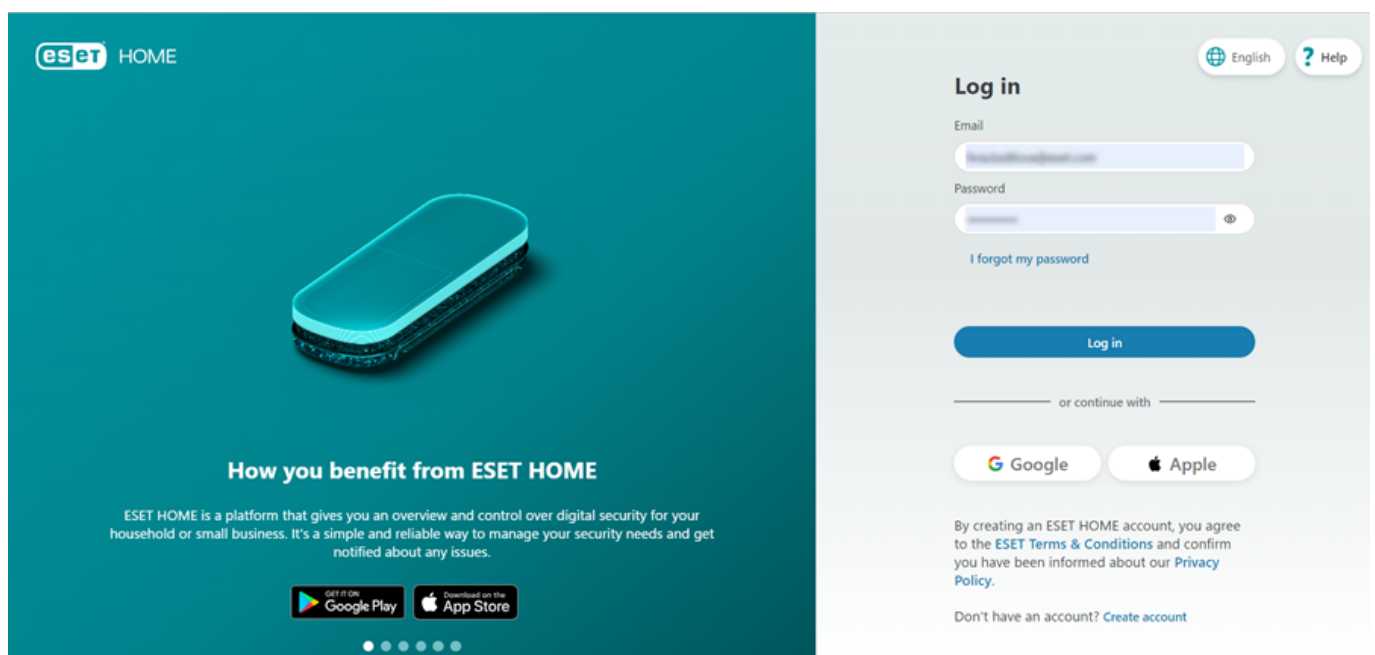 eset HOME
How you benefit from ESET HOME
ESET HOME is a platform that gives you an overview and control over digital security for your
household or small business. It's a simple and reliable way to manage your security needs and get
notified about any issues.
GET IT ON
Google Play
Download on the
App Store
English
? Help
Log in
Email
Password
I forgot my password
Log in
or continue with
Google
Apple
By creating an ESET HOME account, you agree
to the ESET Terms & Conditions and confirm
you have been informed about our Privacy
Policy.
Don't have an account? Create account